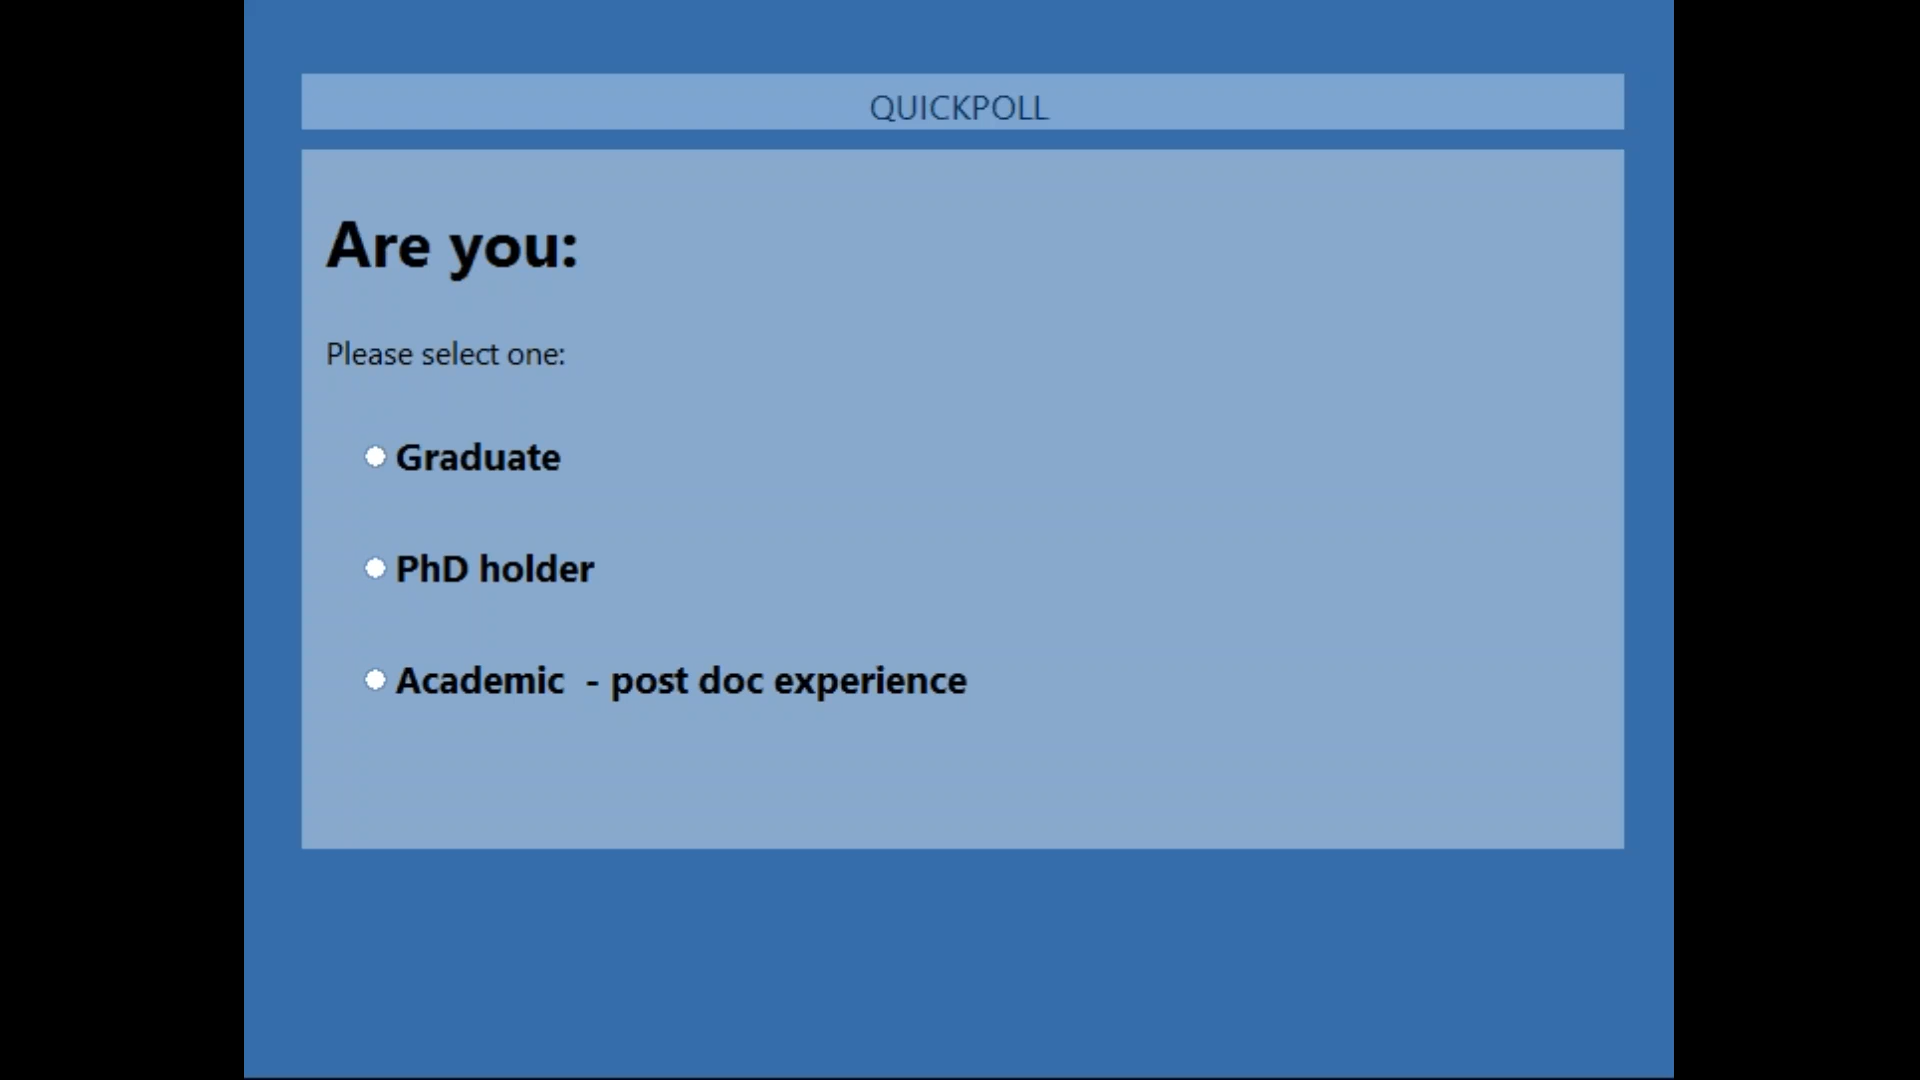 QUICKPOLL
Are you:
Please select one:
Graduate
PhD holder
Academic  - post doc experience